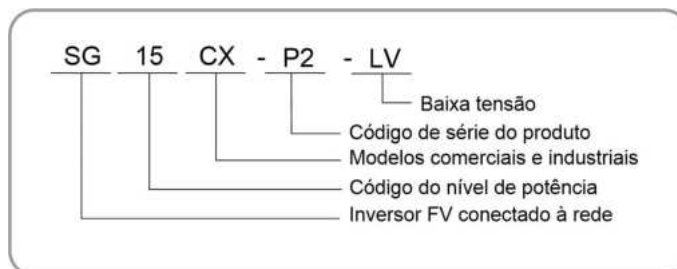 SG 15 CX - P2 - LV
Baixa tensão
Código de série do produto
Modelos comerciais e industriais
Código do nível de potência
Inversor FV conectado à rede